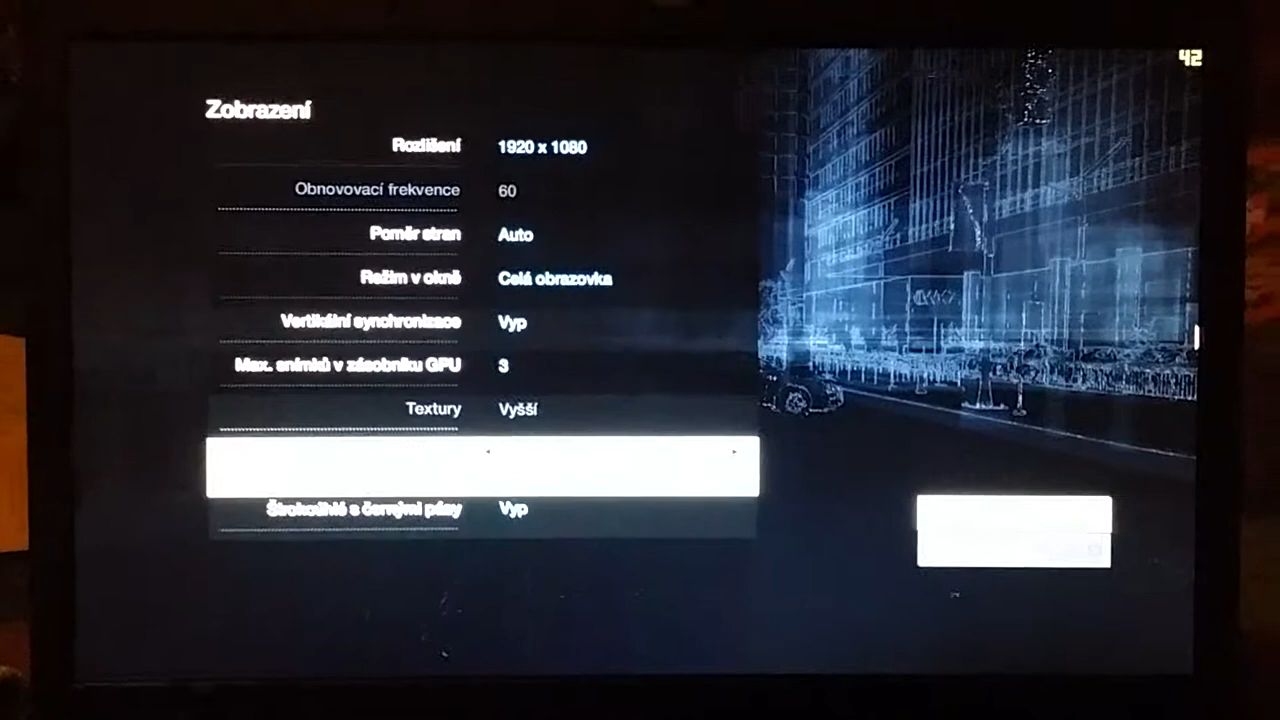 42
Zobrazení
Rozlišení 1920 x 1080
Obnovovací frekvence 60
Poměr stran Auto
Režim v okně Celá obrazovka
Vertikální synchronizace Vyp
Max. snímků v zásobníku GPU 3
Textury Vyšší
Širokoúhlé s černými pásy Vyp